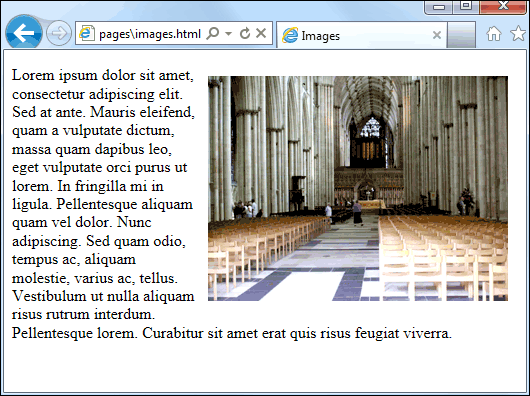 pages\images.html
Images
Lorem ipsum dolor sit amet,
consectetur adipiscing elit.
Sed at ante. Mauris eleifend,
quam a vulputate dictum,
massa quam dapibus leo,
eget vulputate orci purus ut
lorem. In fringilla mi in
ligula. Pellentesque aliquam
quam vel dolor. Nunc
adipiscing. Sed quam odio,
tempus ac, aliquam
molestie, varius ac, tellus.
Vestibulum ut nulla aliquam
risus rutrum interdum.
Pellentesque lorem. Curabitur sit amet erat quis risus feugiat viverra.